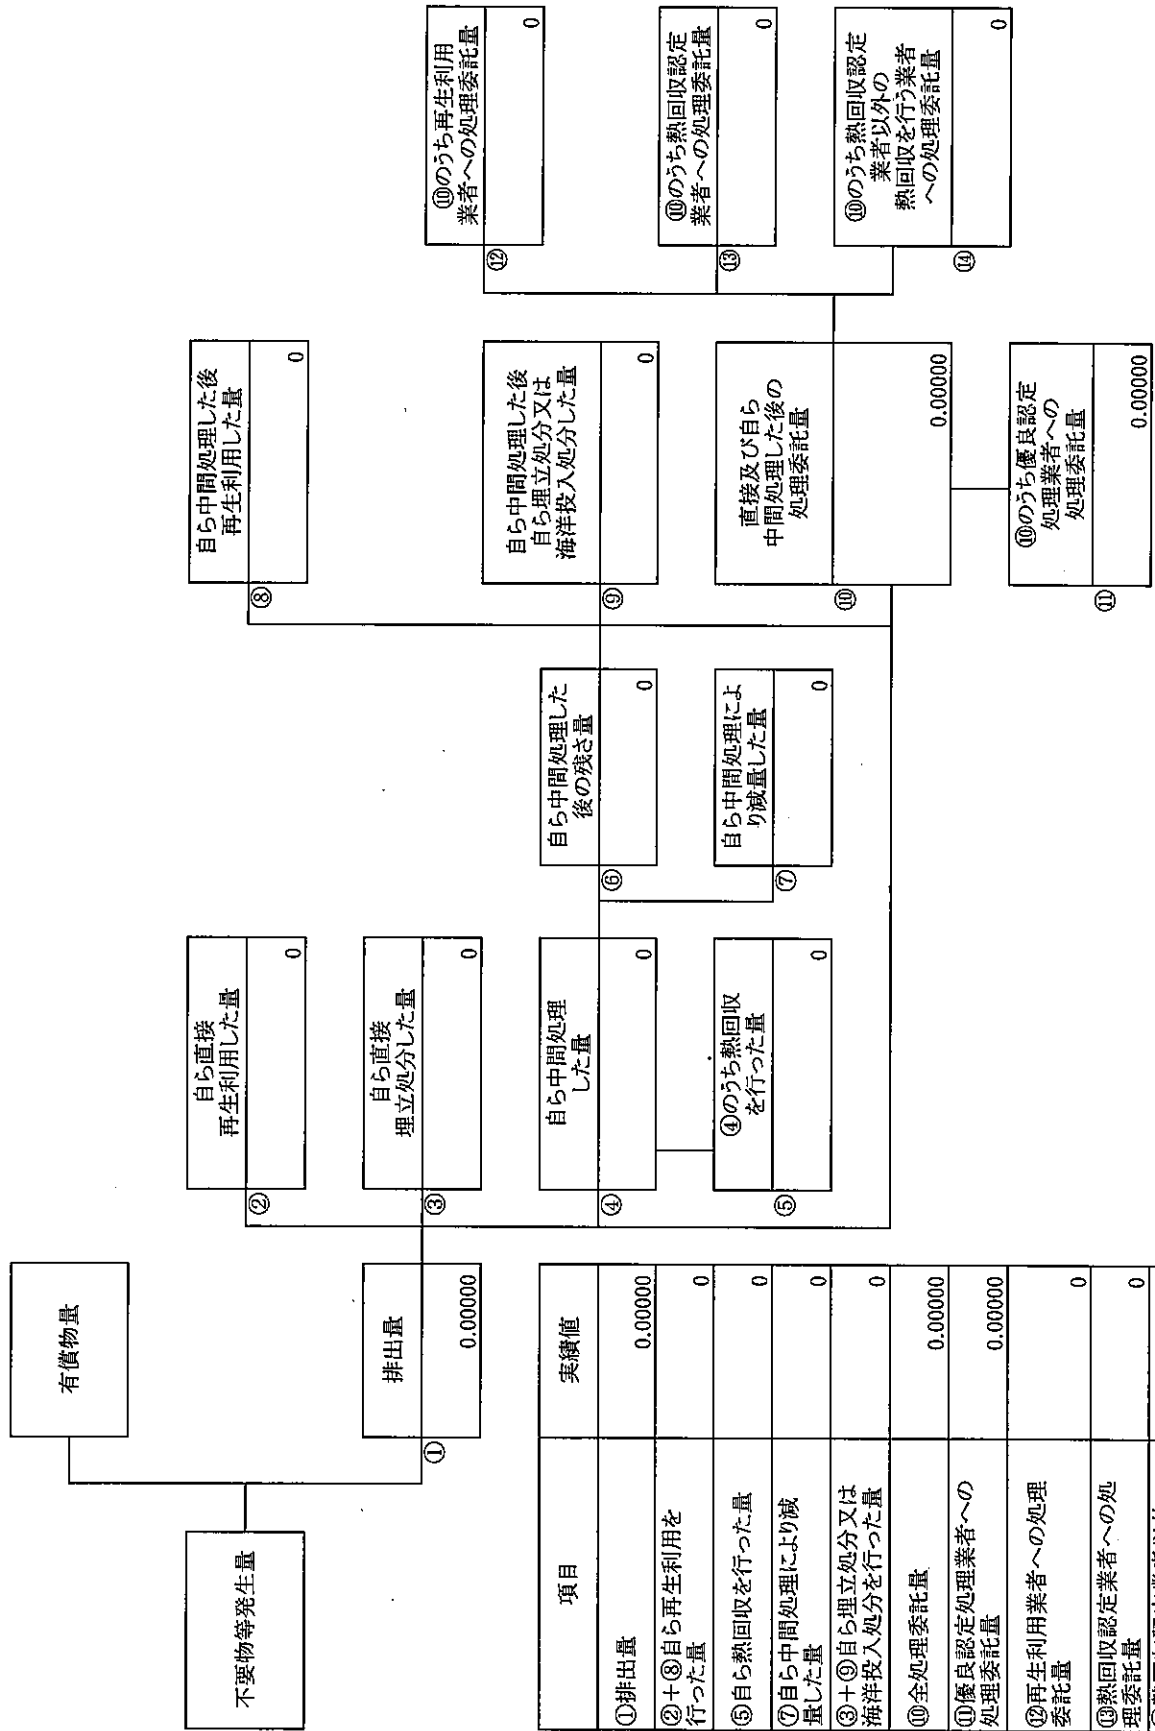 不要物等発生量
有償物量
①
排出量
0.00000
②
自ら直接
再生利用した量
0
③
自ら直接
埋立処分した量
0
④
自ら中間処理
した量
0
⑤
④のうち熱回収
を行った量
0
⑥
自ら中間処理した
後の残さ量
0
⑦
自ら中間処理によ
り減量した量
0
⑧
自ら中間処理した後
再生利用した量
0
⑨
自ら中間処理した後
自ら埋立処分又は
海洋投入処分した量
0
⑩
直接及び自ら
中間処理した後の
処理委託量
0.00000
⑪
⑩のうち優良認定
処理業者への
処理委託量
0.00000
⑫
⑩のうち再生利用
業者への処理委託量
0
⑬
⑩のうち熱回収認定
業者への処理委託量
0
⑭
⑩のうち熱回収認定
業者以外の
熱回収を行う業者
への処理委託量
0
項目
実績値
①排出量
0.00000
②+⑧自ら再生利用を
行った量
0
⑤自ら熱回収を行った量
0
⑦自ら中間処理により減
量した量
0
③+⑨自ら埋立処分又は
海洋投入処分を行った量
0
⑩全処理委託量
0.00000
⑪優良認定処理業者への
処理委託量
0.00000
⑫再生利用業者への処理
委託量
0
⑬熱回収認定業者への処
理委託量
0